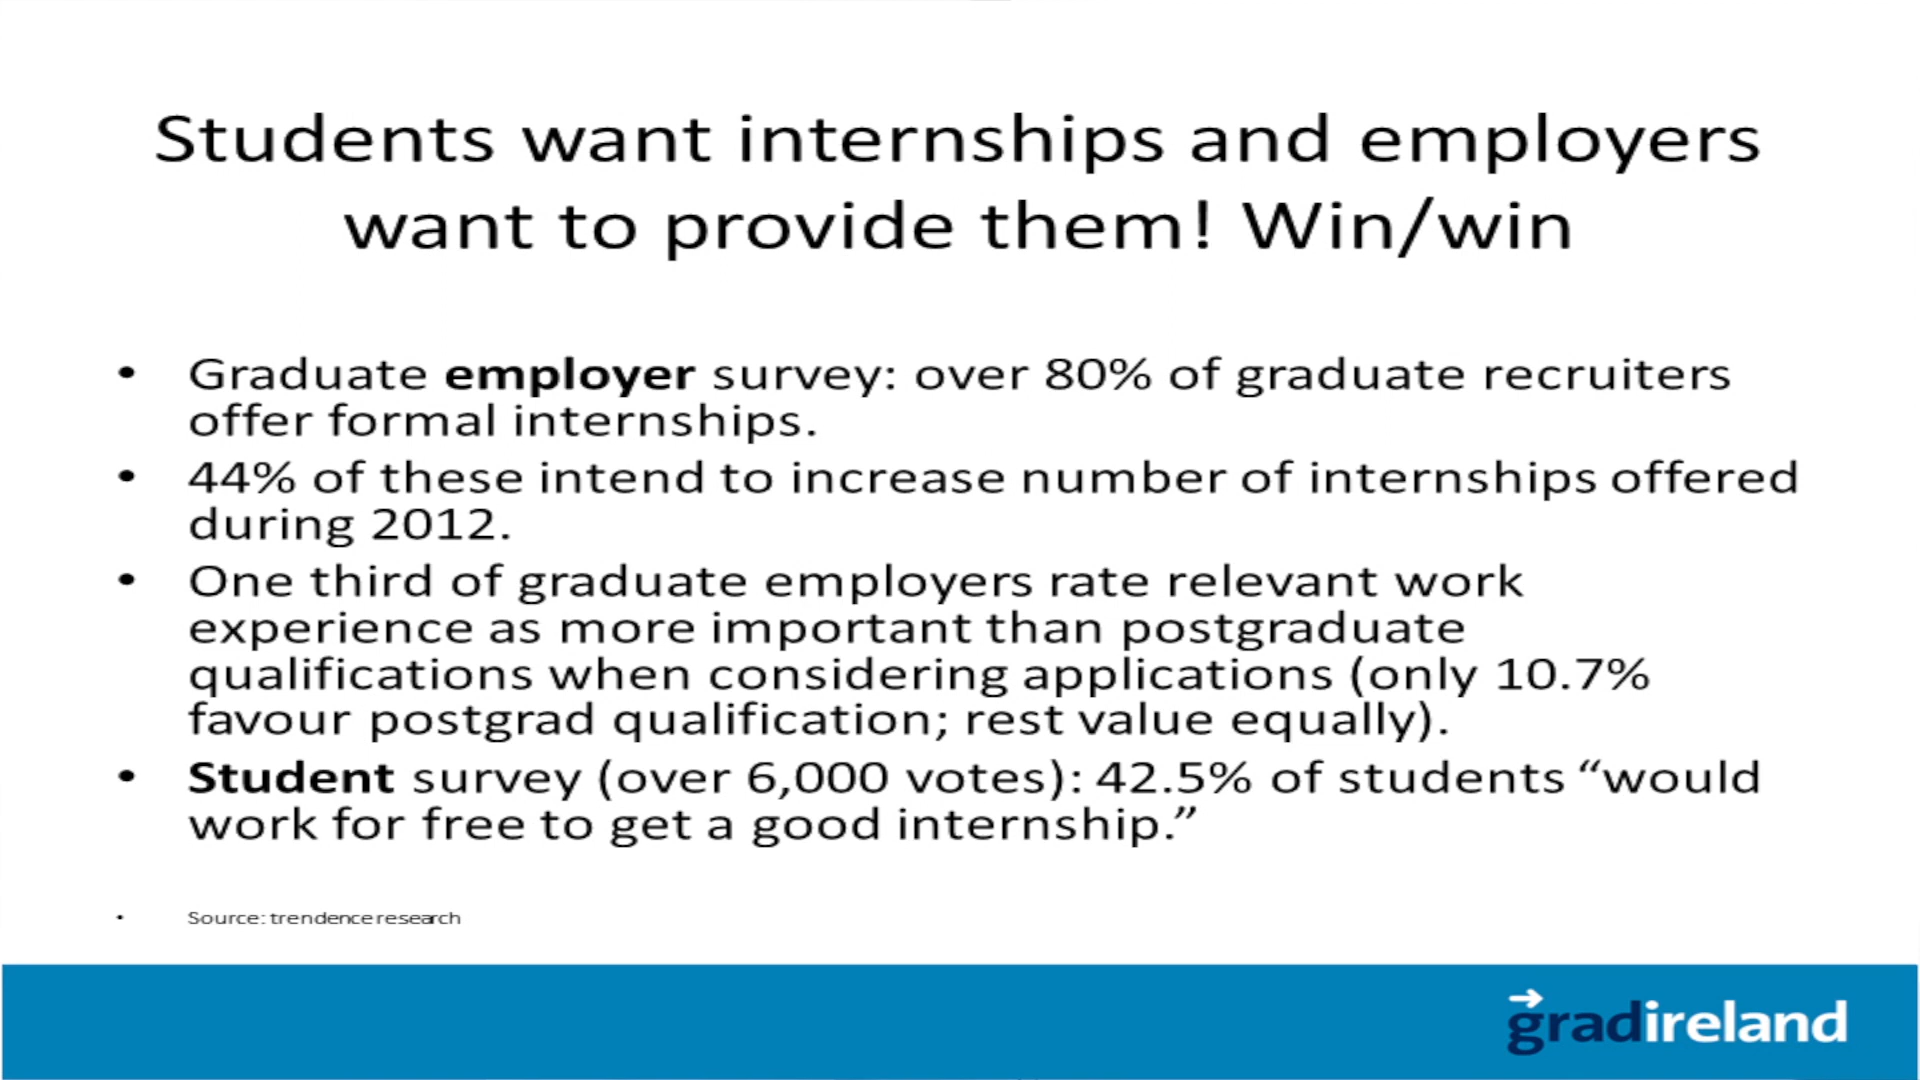 Students want internships and employers
want to provide them! Win/win
• Graduate employer survey: over 80% of graduate recruiters
offer formal internships.
• 44% of these intend to increase number of internships offered
during 2012.
• One third of graduate employers rate relevant work
experience as more important than postgraduate
qualifications when considering applications (only 10.7%
favour postgrad qualification; rest value equally).
• Student survey (over 6,000 votes): 42.5% of students “would
work for free to get a good internship.”
• Source: trendence research
gradireland